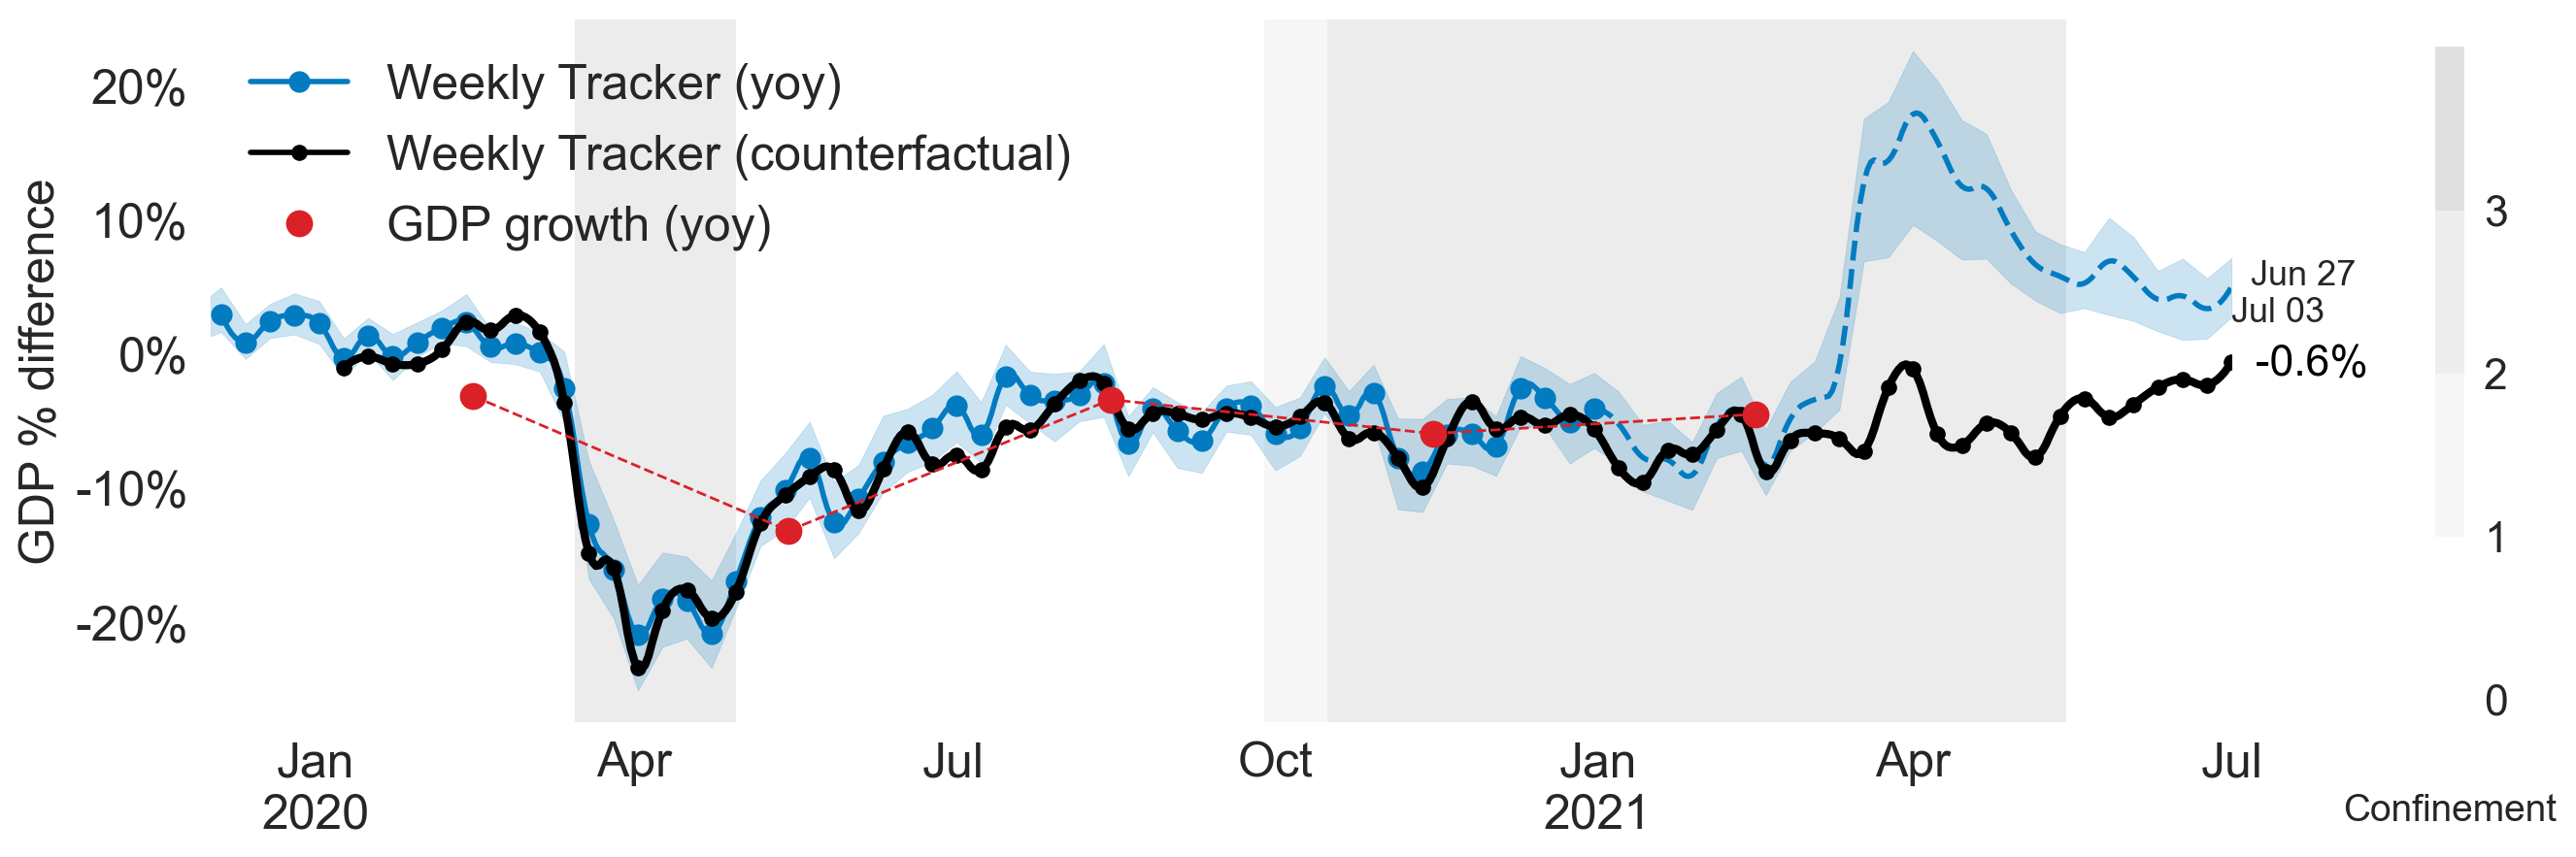 Weekly Tracker (yoy)
Weekly Tracker (counterfactual)
GDP growth (yoy)
GDP % difference
20%
10%
0%
-10%
-20%
Jun 27
Jul 03
-0.6%
3
2
1
0
Jan
2020
Apr
Jul
Oct
Jan
2021
Apr
Jul
Confinement